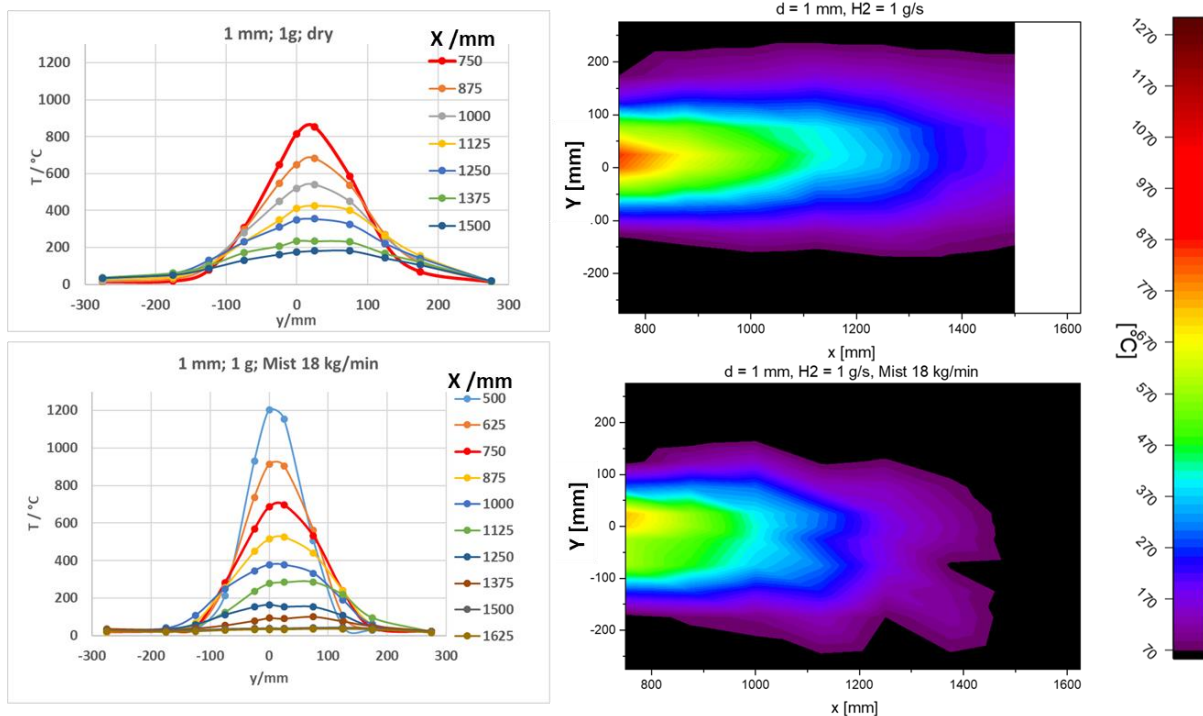 1 mm; 1g; dry
X /mm
1200
1000
800
600
400
200
0
T / °C
-300 -200 -100 0 100 200 300
y/mm
750
875
1000
1125
1250
1375
1500
d = 1 mm, H2 = 1 g/s
Y [mm]
200
100
0
00
-200
800 1000 1200 1400 1600
x [mm]
1 mm; 1 g; Mist 18 kg/min
X /mm
1200
1000
800
600
400
200
0
T / °C
-300 -200 -100 0 100 200 300
y/mm
500
625
750
875
1000
1125
1250
1375
1500
1625
d = 1 mm, H2 = 1 g/s, Mist 18 kg/min
Y [mm]
200
100
0
-100
-200
800 1000 1200 1400 1600
x [mm]
1270
1170
1070
970
870
770
670
570
470
370
270
170
70
[°C]